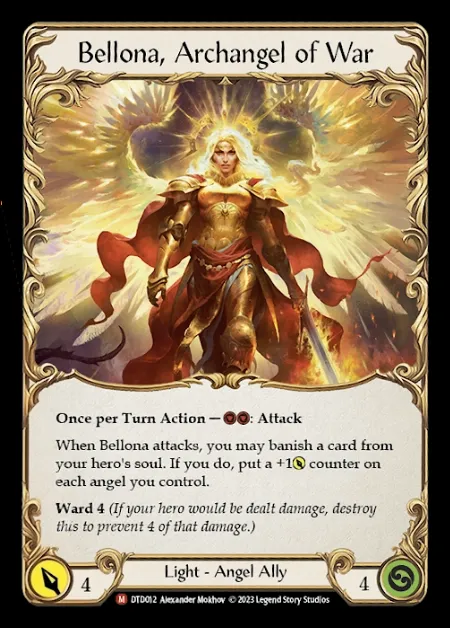 Bellona, Archangel of War
Once per Turn Action — : Attack
When Bellona attacks, you may banish a card from
your hero's soul. If you do, put a +1 counter on
each angel you control.
Ward 4 (If your hero would be dealt damage, destroy
this to prevent 4 of that damage.)
4
Light - Angel Ally
4
M DTD012 Alexander Mokhov © 2023 Legend Story Studios